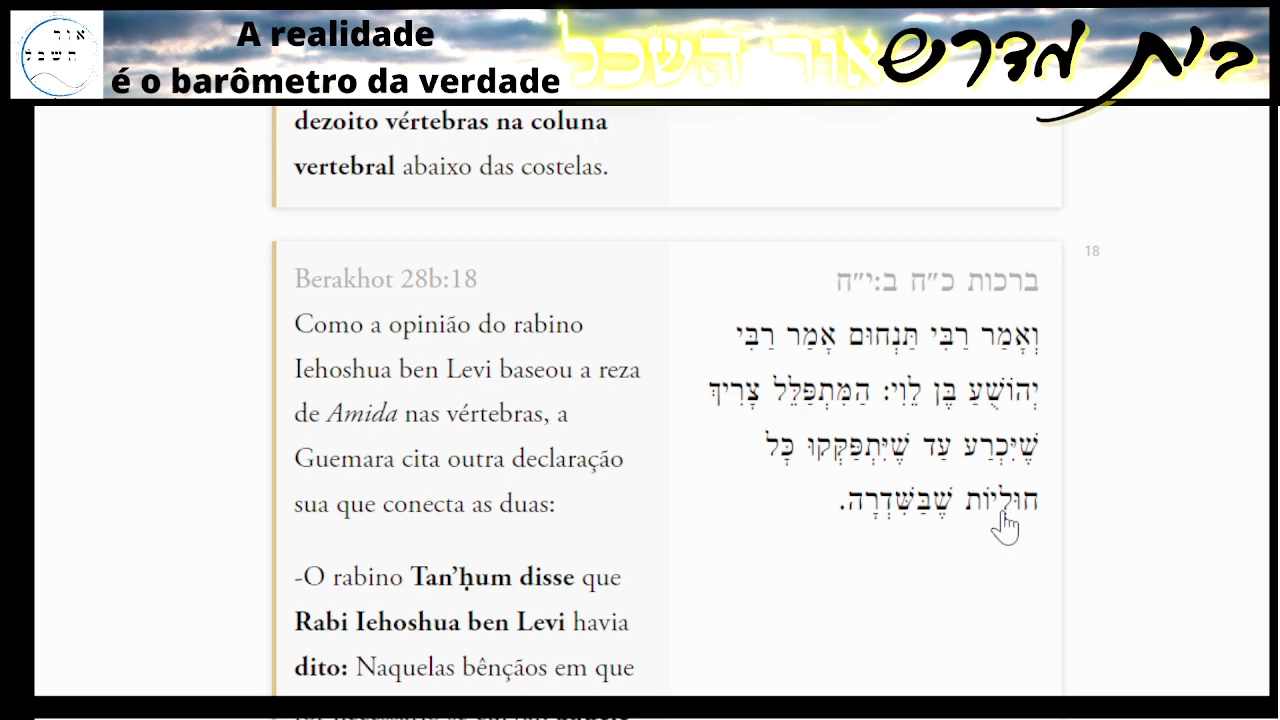 אור
השכל
A realidade
é o barômetro da verdade
אור השכל
בית מדרש
dezoito vértebras na coluna
vertebral abaixo das costelas.
18
Berakhot 28b:18
Como a opinião do rabino
Iehoshua ben Levi baseou a reza
de Amida nas vértebras, a
Guemara cita outra declaração
sua que conecta as duas:
-O rabino Tan’ḥum disse que
Rabi Iehoshua ben Levi havia
dito: Naquelas bênçãos em que
ברכות כ״ח ב:י״ח
וְאָמַר רַבִּי תַּנְחוּם אָמַר רַבִּי
יְהוֹשֻׁעַ בֶּן לֵוִי: הַמִּתְפַּלֵּל צָרִיךְ
שֶׁיִּכְרַע עַד שֶׁיִּתְפַּקְּקוּ כׇּל
חוּלְיוֹת שֶׁבַּשִּׁדְרָה.